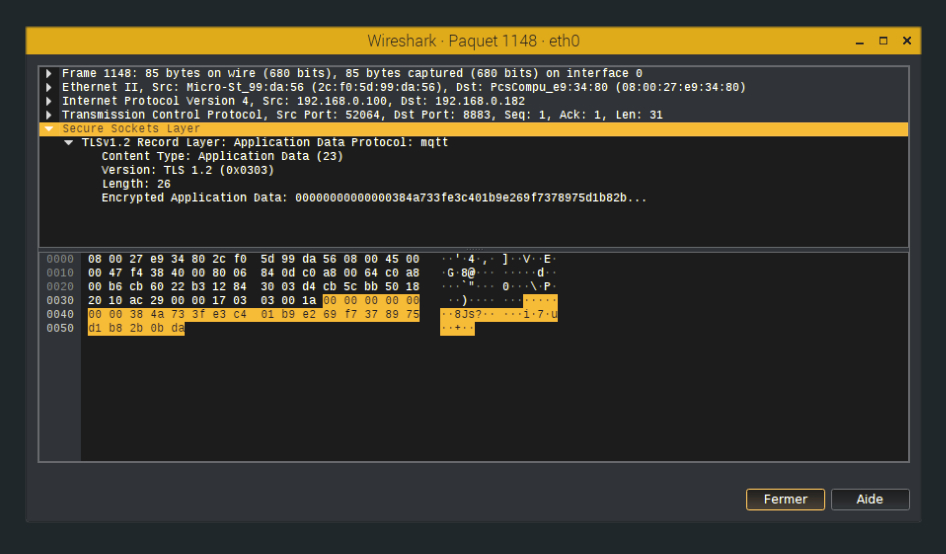 Wireshark · Paquet 1148 · eth0
Frame 1148: 85 bytes on wire (680 bits), 85 bytes captured (680 bits) on interface 0
Ethernet II, Src: Micro-St_99:da:56 (2c:f0:5d:99:da:56), Dst: PcsCompu_e9:34:80 (08:00:27:e9:34:80)
Internet Protocol Version 4, Src: 192.168.0.100, Dst: 192.168.0.182
Transmission Control Protocol, Src Port: 52064, Dst Port: 8883, Seq: 1, Ack: 1, Len: 31
Secure Sockets Layer
TLSv1.2 Record Layer: Application Data Protocol: mqtt
Content Type: Application Data (23)
Version: TLS 1.2 (0x0303)
Length: 26
Encrypted Application Data: 00000000000000384a733fe3c401b9e269f7378975d1b82b...
0000 08 00 27 e9 34 80 2c f0 5d 99 da 56 08 00 45 00 ··'·4·,· ]··V··E·
0010 00 47 f4 38 40 00 80 06 84 0d c0 a8 00 64 c0 a8 ·G·8@··· ·····d··
0020 00 b6 cb 60 22 b3 12 84 30 03 d4 cb 5c bb 50 18 ···`"··· 0···\·P·
0030 20 10 ac 29 00 00 17 03 03 00 1a 00 00 00 00 00 ··)···· ········
0040 00 00 38 4a 73 3f e3 c4 01 b9 e2 69 f7 37 89 75 ··8Js?·· ···i·7·u
0050 d1 b8 2b 0b da ··+··
Fermer
Aide